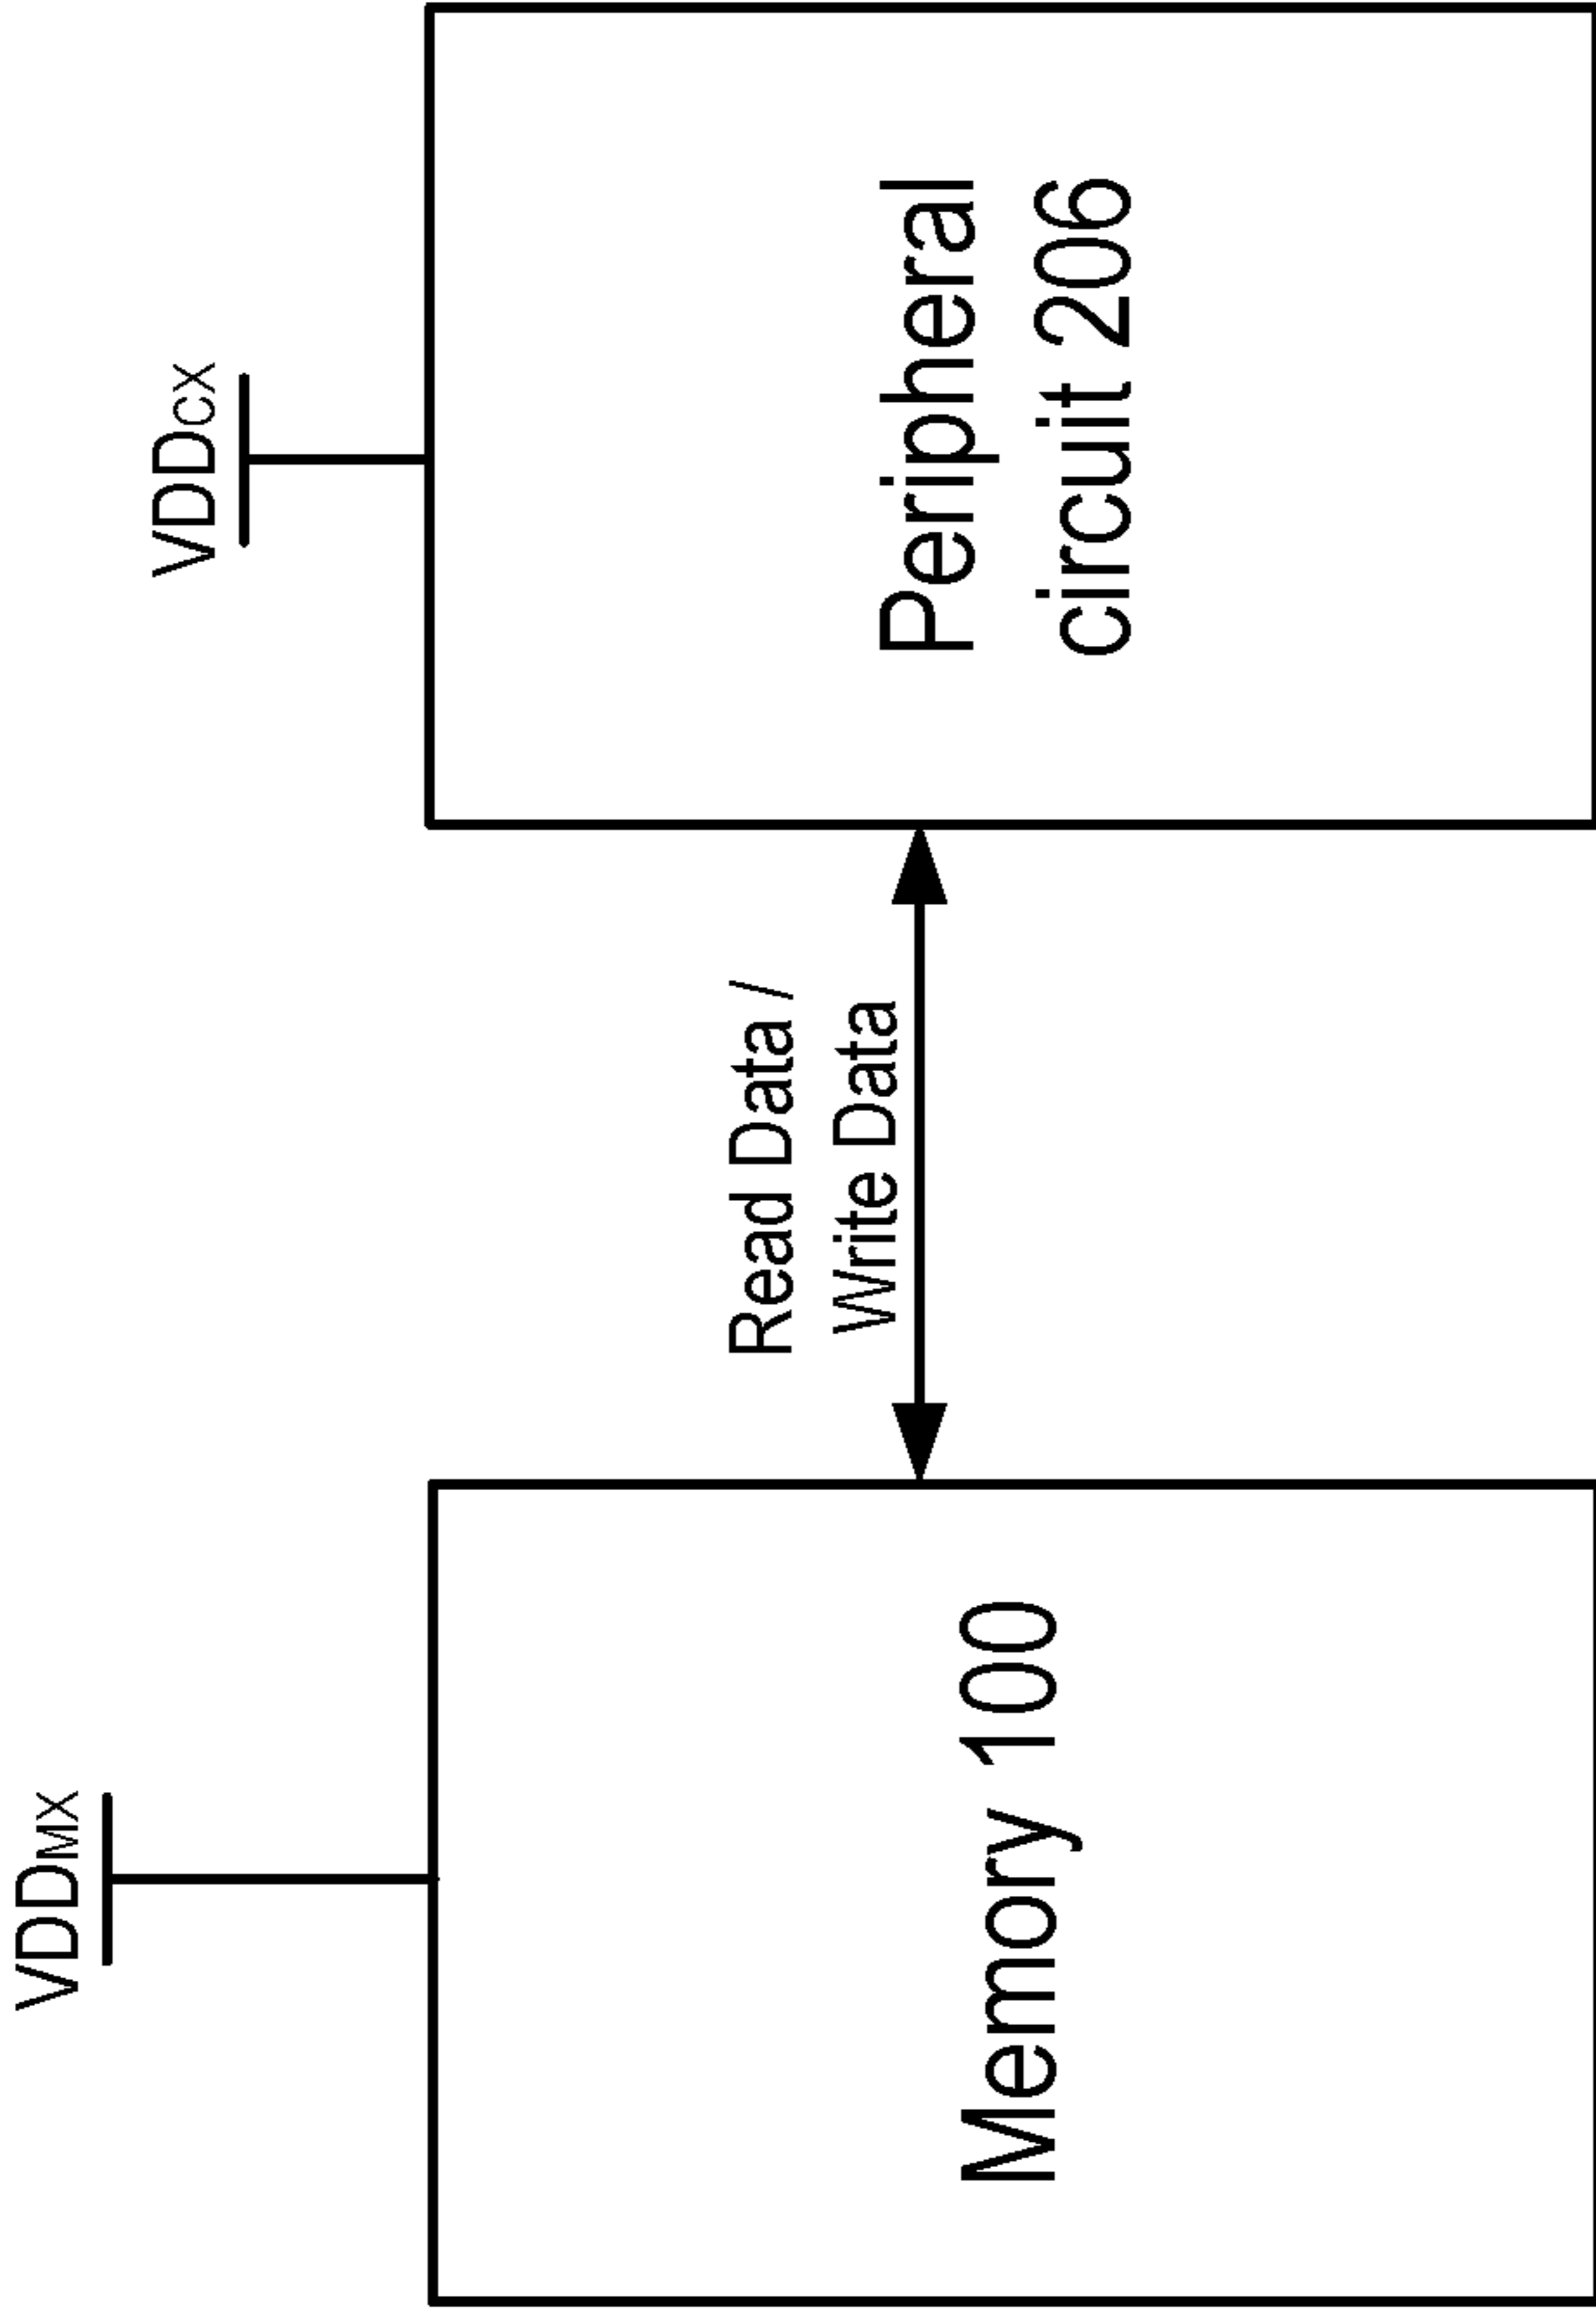 VDDMX
VDDCX
Read Data /
Write Data
Memory 100
Peripheral
circuit 206